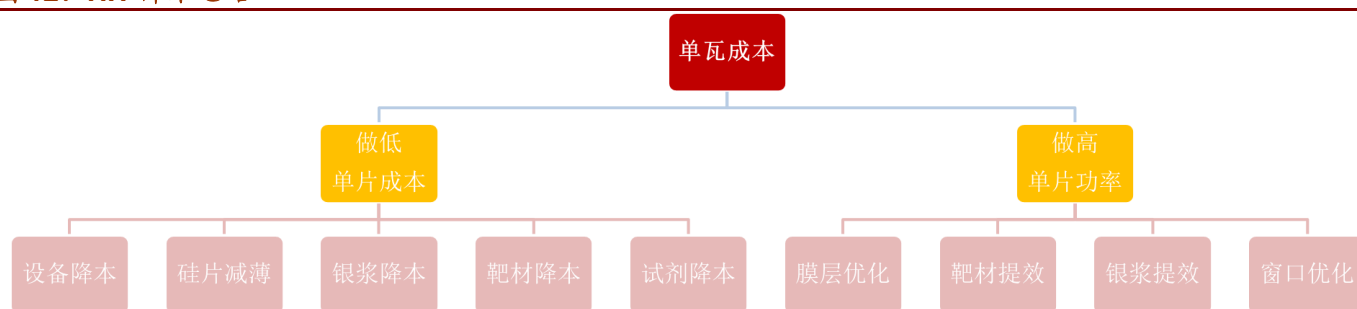 单瓦成本
做低
单片成本
做高
单片功率
设备降本
硅片减薄
银浆降本
靶材降本
试剂降本
膜层优化
靶材提效
银浆提效
窗口优化